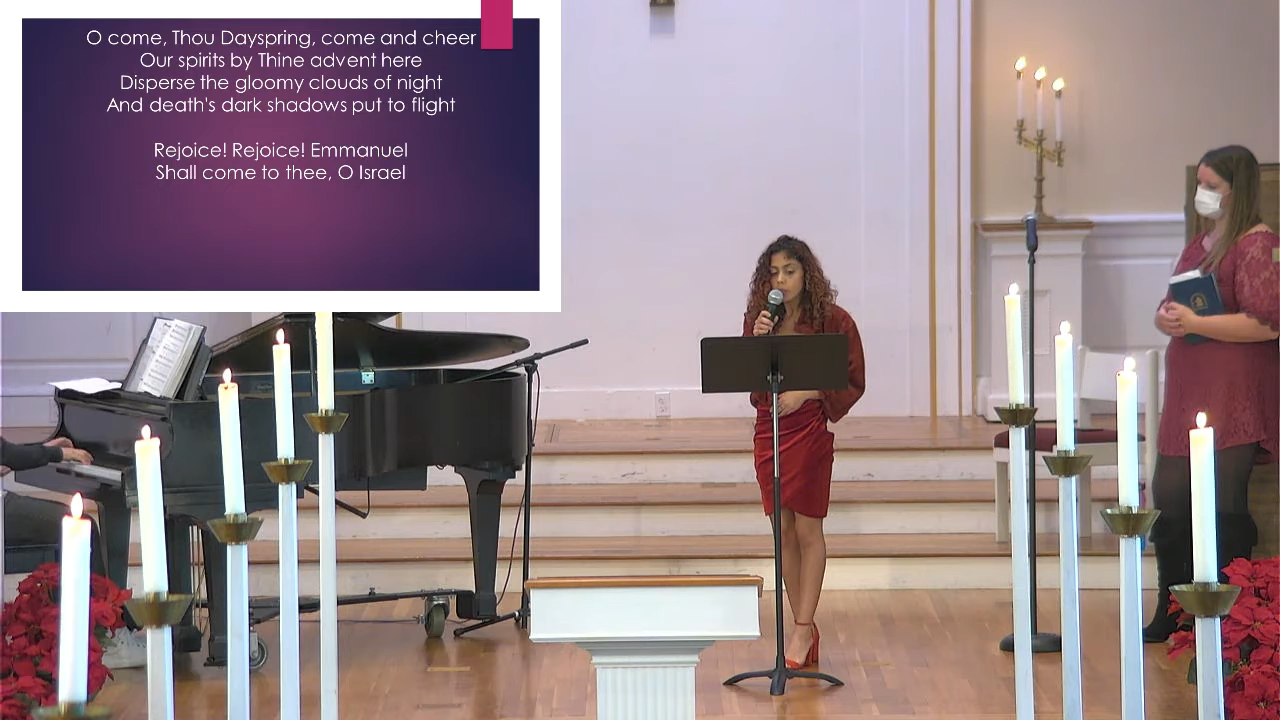 O come, Thou Dayspring, come and cheer
Our spirits by Thine advent here
Disperse the gloomy clouds of night
And death's dark shadows put to flight
Rejoice! Rejoice! Emmanuel
Shall come to thee, O Israel